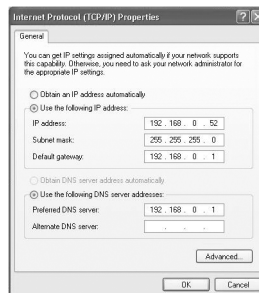 Internet Protocol (TCP/IP) Properties
General
You can get IP settings assigned automatically if your network supports
this capability. Otherwise, you need to ask your network administrator for
the appropriate IP settings.
Obtain an IP address automatically
Use the following IP address:
IP address: 192 . 168 . 0 . 52
Subnet mask: 255 . 255 . 255 . 0
Default gateway: 192 . 168 . 0 . 1
Obtain DNS server address automatically
Use the following DNS server addresses:
Preferred DNS server: 192 . 168 . 0 . 1
Alternate DNS server: . . .
Advanced...
OK Cancel